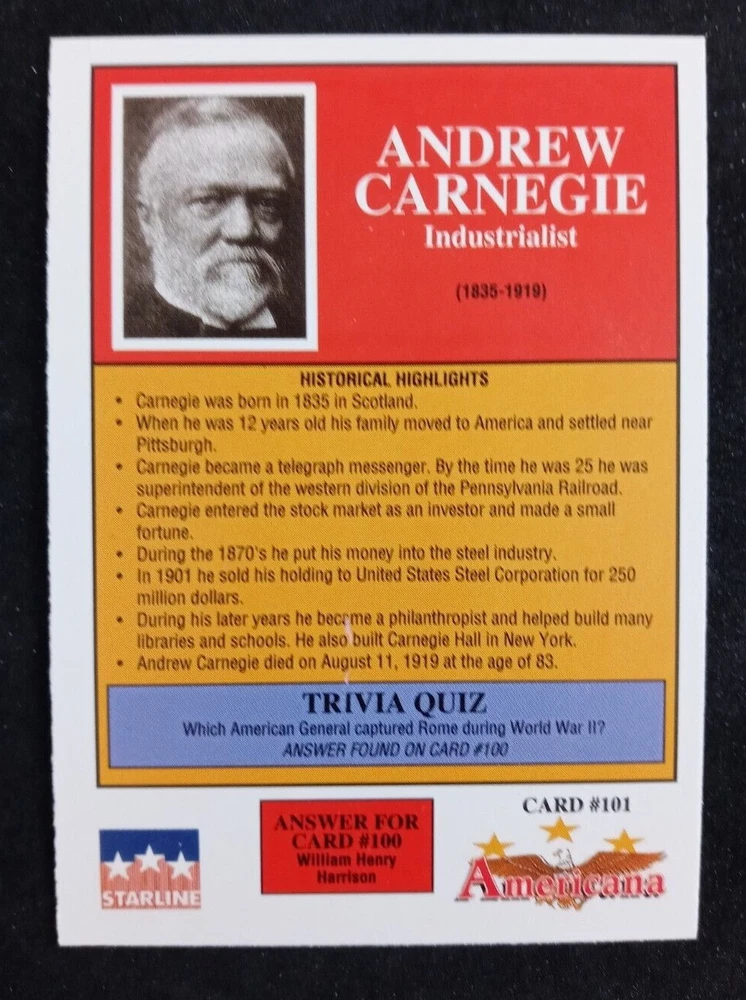 ANDREW
CARNEGIE
Industrialist
(1835-1919)
HISTORICAL HIGHLIGHTS
• Carnegie was born in 1835 in Scotland.
• When he was 12 years old his family moved to America and settled near
Pittsburgh.
• Carnegie became a telegraph messenger. By the time he was 25 he was
superintendent of the western division of the Pennsylvania Railroad.
• Carnegie entered the stock market as an investor and made a small
fortune.
• During the 1870's he put his money into the steel industry.
• In 1901 he sold his holding to United States Steel Corporation for 250
million dollars.
• During his later years he became a philanthropist and helped build many
libraries and schools. He also built Carnegie Hall in New York.
• Andrew Carnegie died on August 11, 1919 at the age of 83.
TRIVIA QUIZ
Which American General captured Rome during World War II?
ANSWER FOUND ON CARD #100
STARLINE
ANSWER FOR
CARD #100
William Henry
Harrison
CARD #101
Americana